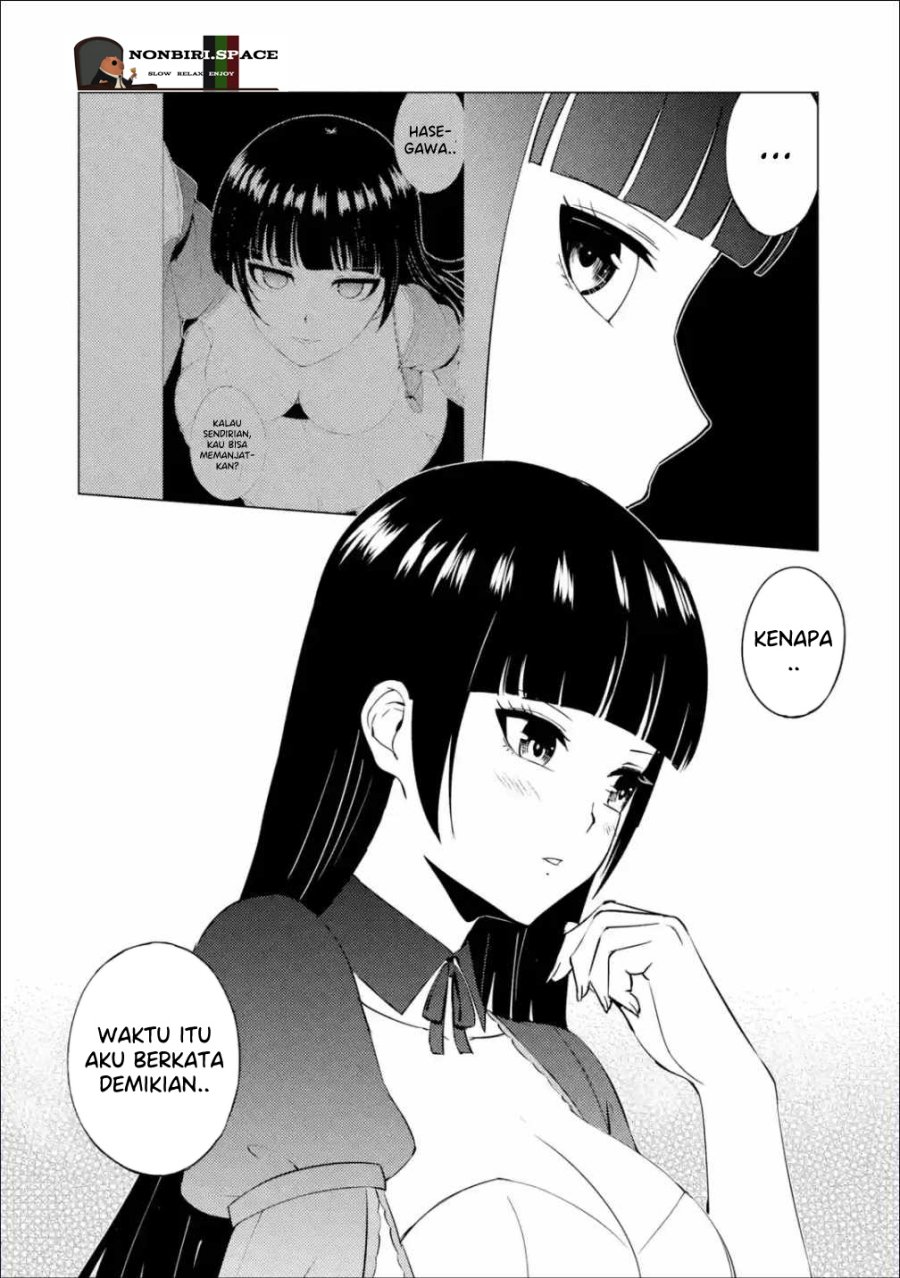 NONBIRI.SPACE
SLOW RELAX ENJOY
...
HASE-
GAWA..
KALAU
SENDIRIAN,
KAU BISA
MEMANJAT-
KAN?
KENAPA
..
WAKTU ITU
AKU BERKATA
DEMIKIAN..